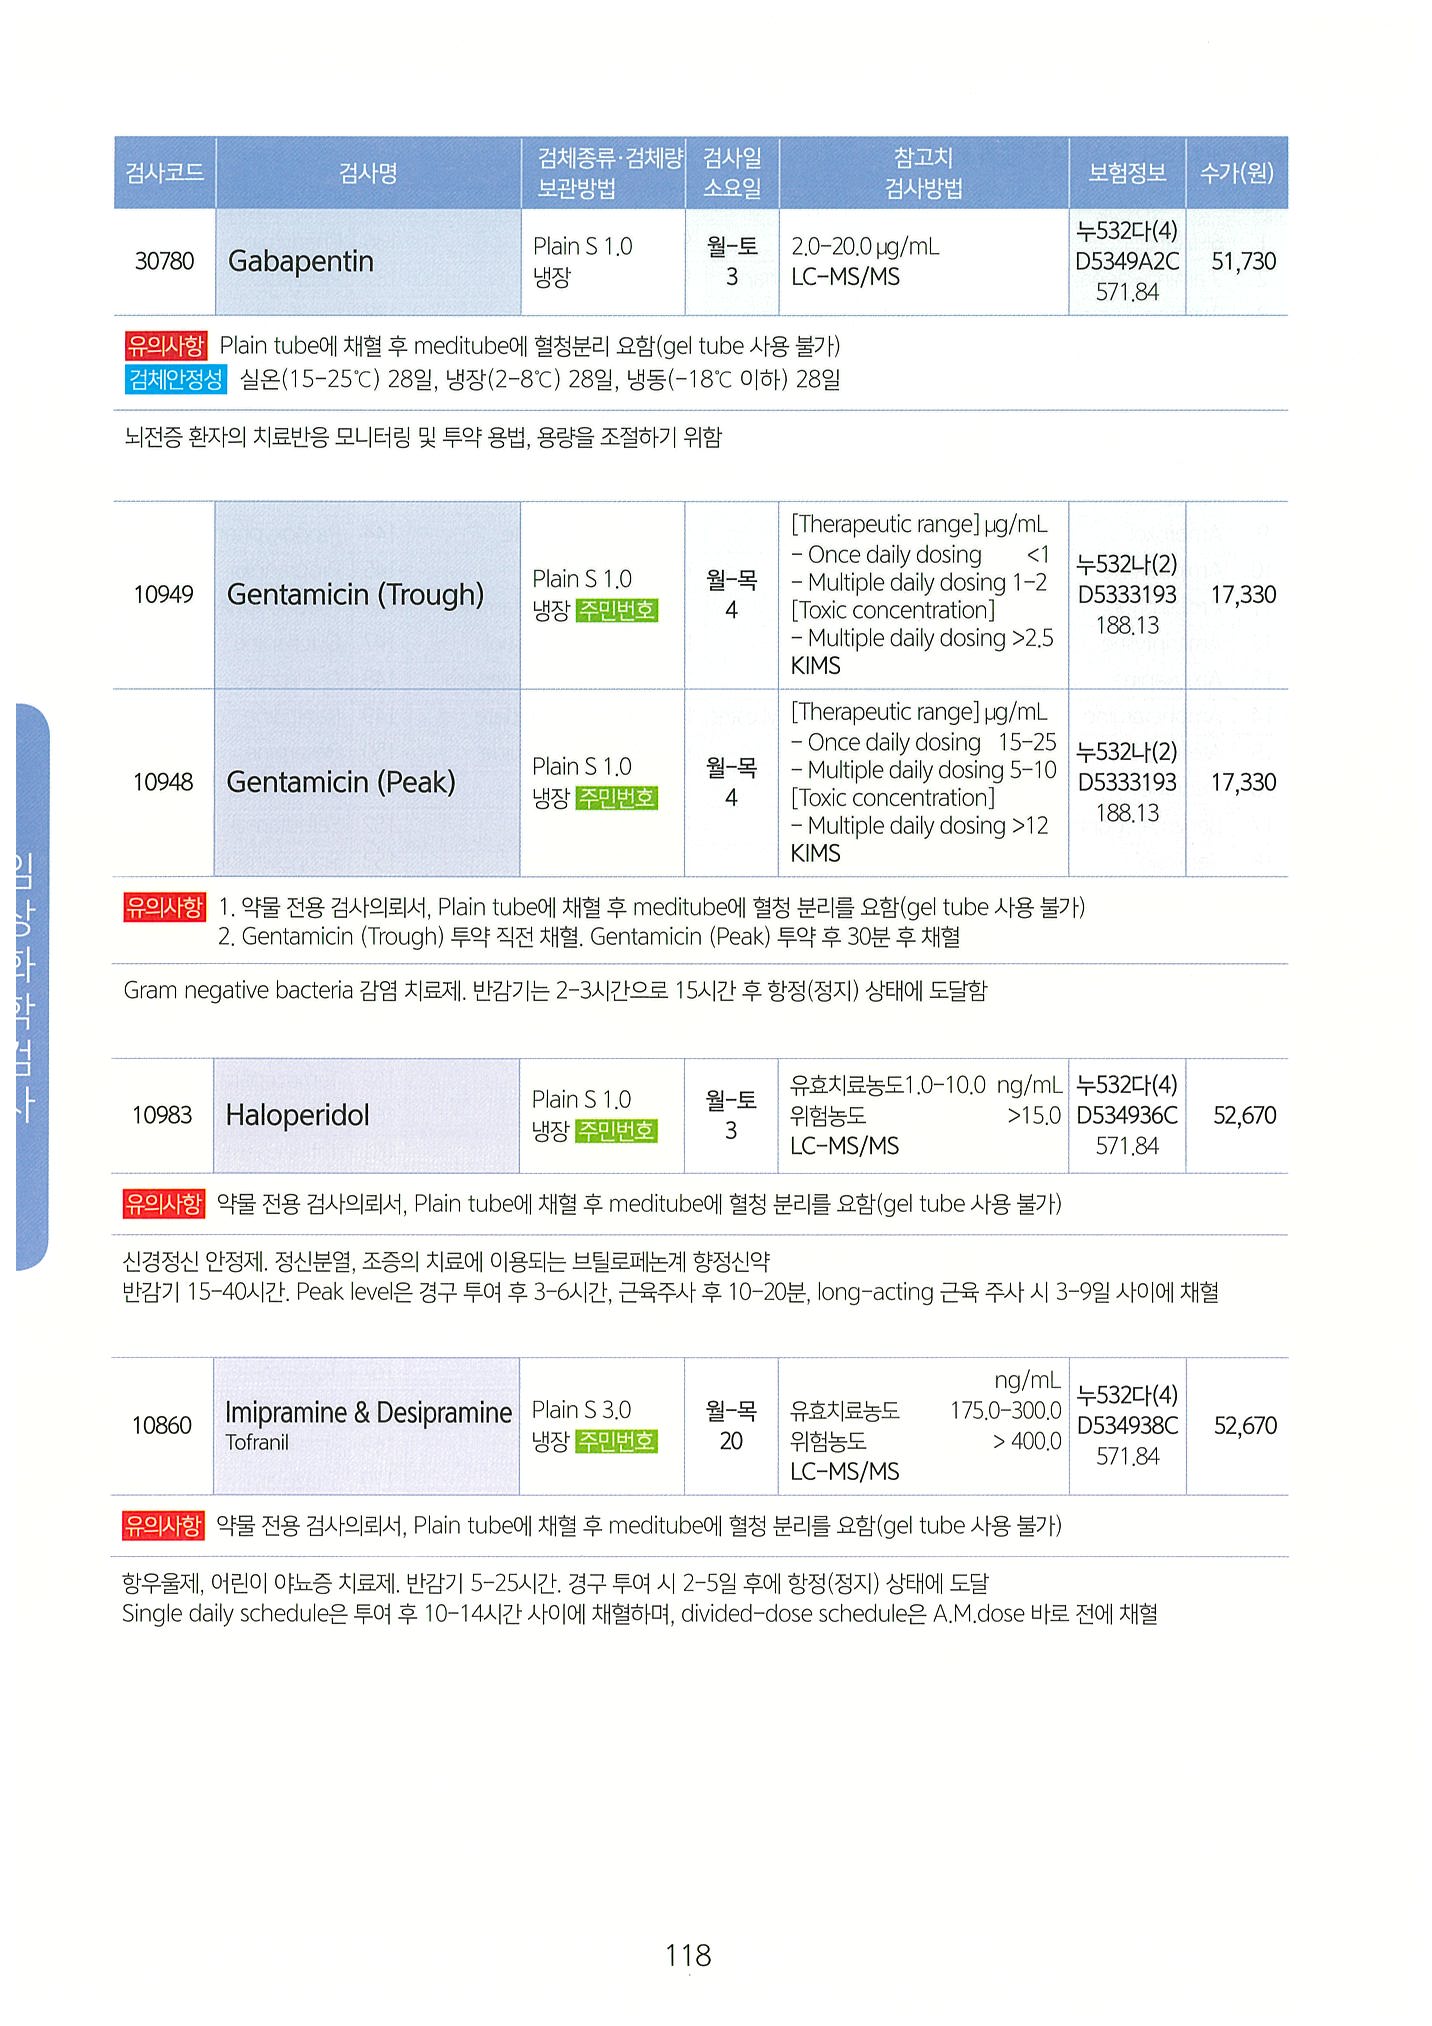 검사코드 검사명 검체종류·검체량 보관방법 검사일 소요일 참고치 검사방법 보험정보 수가(원)
30780 Gabapentin
Plain S 1.0
냉장
월-토
3
2.0-20.0 µg/mL
LC-MS/MS
누532다(4)
D5349A2C
571.84
51,730
유의사항 Plain tube에 채혈 후 meditube에 혈청분리 요함(gel tube 사용 불가)
검체안정성 실온(15-25℃) 28일, 냉장(2-8℃) 28일, 냉동(-18℃ 이하) 28일
뇌전증 환자의 치료반응 모니터링 및 투약 용법, 용량을 조절하기 위함
10949 Gentamicin (Trough)
Plain S 1.0
냉장 주민번호
월-목
4
[Therapeutic range] µg/mL
- Once daily dosing <1
- Multiple daily dosing 1-2
[Toxic concentration]
- Multiple daily dosing >2.5
KIMS
누532나(2)
D5333193
188.13
17,330
10948 Gentamicin (Peak)
Plain S 1.0
냉장 주민번호
월-목
4
[Therapeutic range] µg/mL
- Once daily dosing 15-25
- Multiple daily dosing 5-10
[Toxic concentration]
- Multiple daily dosing >12
KIMS
누532나(2)
D5333193
188.13
17,330
유의사항 1. 약물 전용 검사의뢰서, Plain tube에 채혈 후 meditube에 혈청 분리를 요함(gel tube 사용 불가)
2. Gentamicin (Trough) 투약 직전 채혈. Gentamicin (Peak) 투약 후 30분 후 채혈
Gram negative bacteria 감염 치료제. 반감기는 2-3시간으로 15시간 후 항정(정지) 상태에 도달함
10983 Haloperidol
Plain S 1.0
냉장 주민번호
월-토
3
유효치료농도1.0-10.0 ng/mL
위험농도 >15.0
LC-MS/MS
누532다(4)
D534936C
571.84
52,670
유의사항 약물 전용 검사의뢰서, Plain tube에 채혈 후 meditube에 혈청 분리를 요함(gel tube 사용 불가)
신경정신 안정제. 정신분열, 조증의 치료에 이용되는 브틸로페논계 향정신약
반감기 15-40시간. Peak level은 경구 투여 후 3-6시간, 근육주사 후 10-20분, long-acting 근육 주사 시 3-9일 사이에 채혈
10860 Imipramine & Desipramine
Tofranil
Plain S 3.0
냉장 주민번호
월-목
20
ng/mL
유효치료농도 175.0-300.0
위험농도 > 400.0
LC-MS/MS
누532다(4)
D534938C
571.84
52,670
유의사항 약물 전용 검사의뢰서, Plain tube에 채혈 후 meditube에 혈청 분리를 요함(gel tube 사용 불가)
항우울제, 어린이 야뇨증 치료제. 반감기 5-25시간. 경구 투여 시 2-5일 후에 항정(정지) 상태에 도달
Single daily schedule은 투여 후 10-14시간 사이에 채혈하며, divided-dose schedule은 A.M.dose 바로 전에 채혈
임상화학검사
118